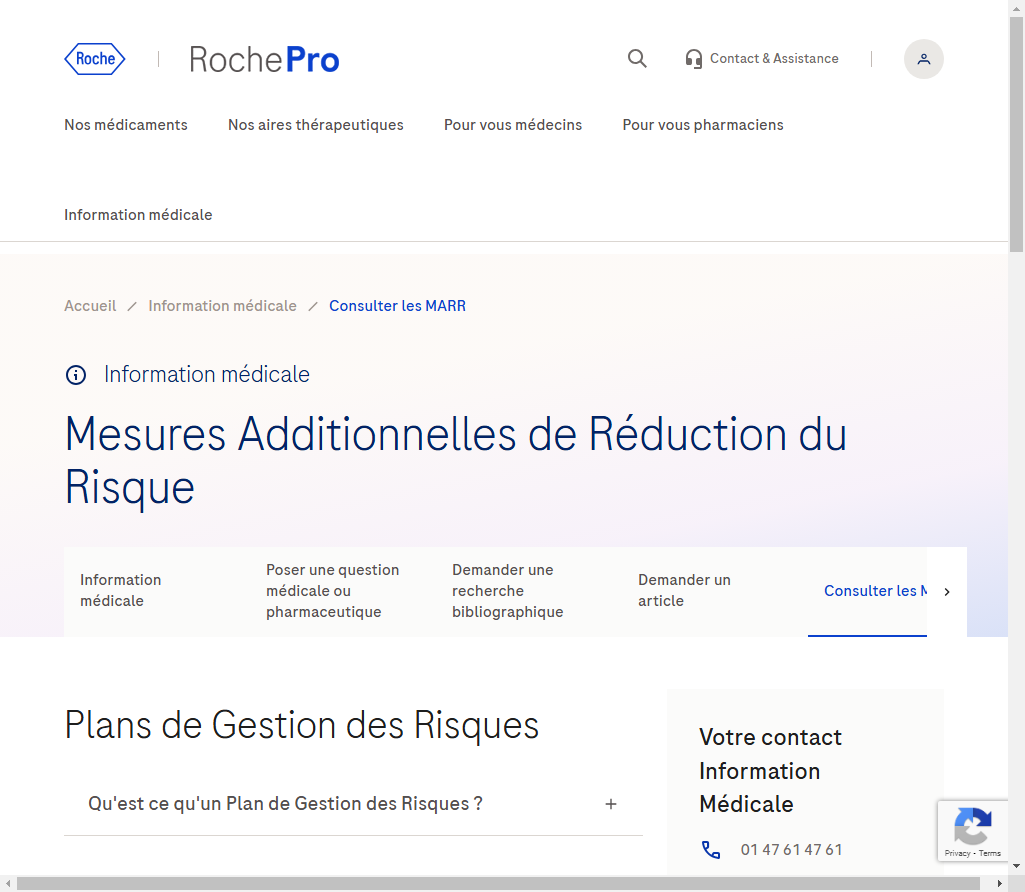 Roche
RochePro
Contact & Assistance
Nos médicaments
Nos aires thérapeutiques
Pour vous médecins
Pour vous pharmaciens
Information médicale
Accueil / Information médicale / Consulter les MARR
Information médicale
Mesures Additionnelles de Réduction du
Risque
Information
médicale
Poser une question
médicale ou
pharmaceutique
Demander une
recherche
bibliographique
Demander un
article
Consulter les M
Plans de Gestion des Risques
Qu'est ce qu'un Plan de Gestion des Risques ?
Votre contact
Information
Médicale
01 47 61 47 61
Privacy - Terms